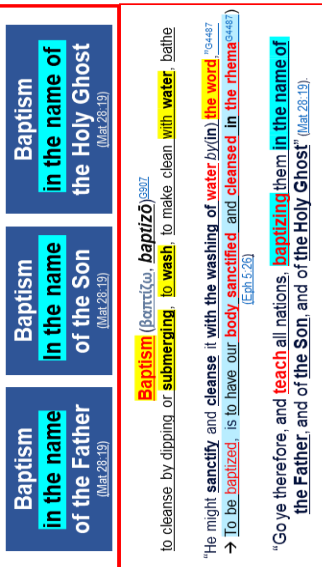 Baptism
in the name
of the Father
(Mat 28:19)
Baptism
In the name
of the Son
(Mat 28:19)
Baptism
in the name of
the Holy Ghost
(Mat 28:19)
Baptism (βαπτίζω, baptizō)G907
to cleanse by dipping or submerging, to wash, to make clean with water, bathe
"He might sanctify and cleanse it with the washing of water by(in) the word,"G4487
→ To be baptized, is to have our body sanctified and cleansed in the rhemaG4487)
(Eph 5:26)
"Go ye therefore, and teach all nations, baptizing them in the name of
the Father, and of the Son, and of the Holy Ghost" (Mat 28:19).